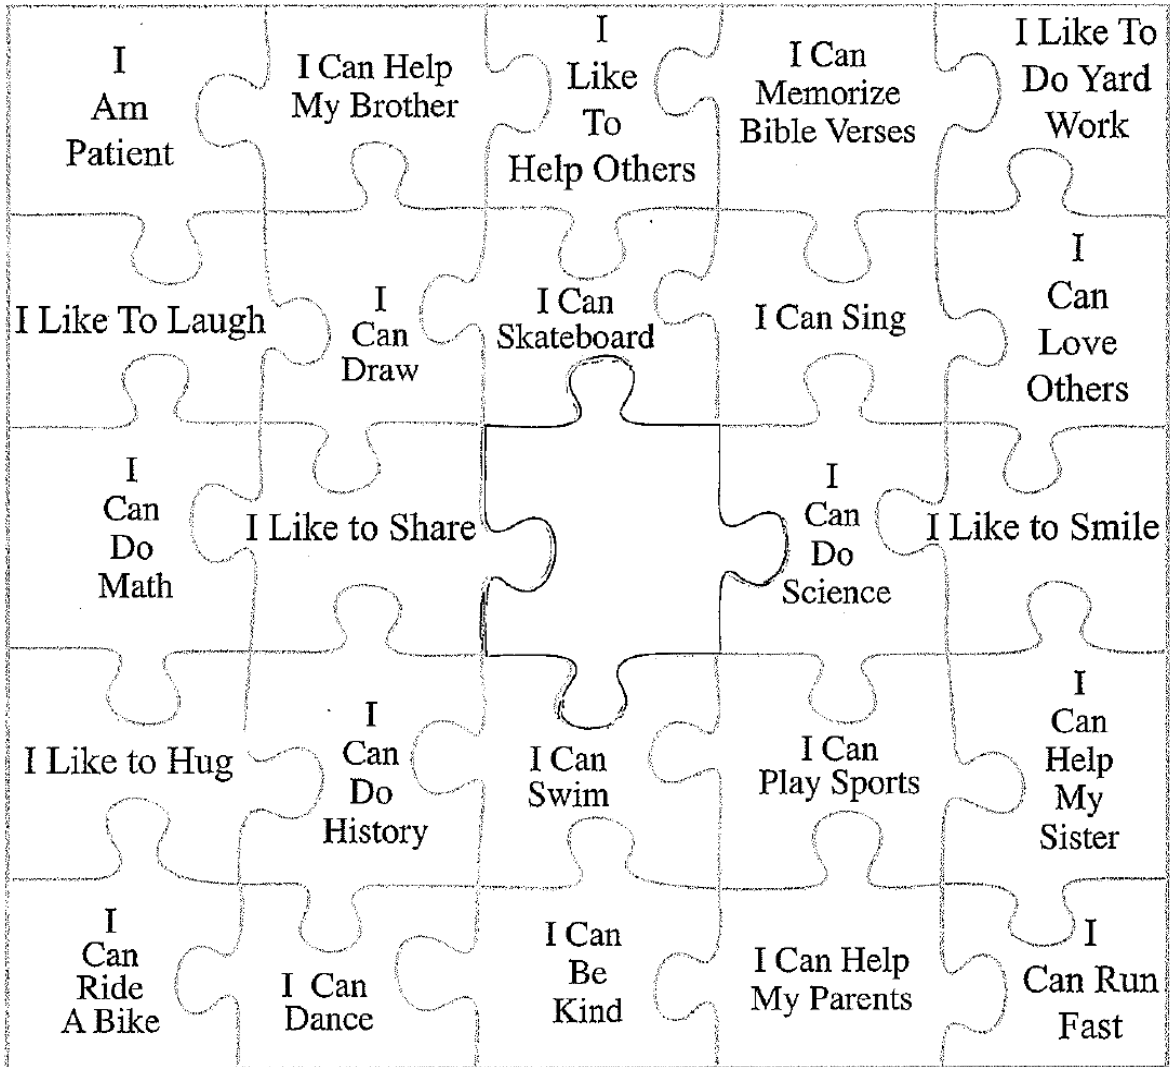 I
Am
Patient
I Can Help
My Brother
I
Like
To
Help Others
I Can
Memorize
Bible Verses
I Like To
Do Yard
Work
I Like To Laugh
I
Can
Draw
I Can
Skateboard
I Can Sing
I
Can
Love
Others
I
Can
Do
Math
I Like to Share
I
Can
Do
Science
I Like to Smile
I Like to Hug
I
Can
Do
History
I Can
Swim
I Can
Play Sports
I
Can
Help
My
Sister
I
Can
Ride
A Bike
I Can
Dance
I Can
Be
Kind
I Can Help
My Parents
I
Can Run
Fast